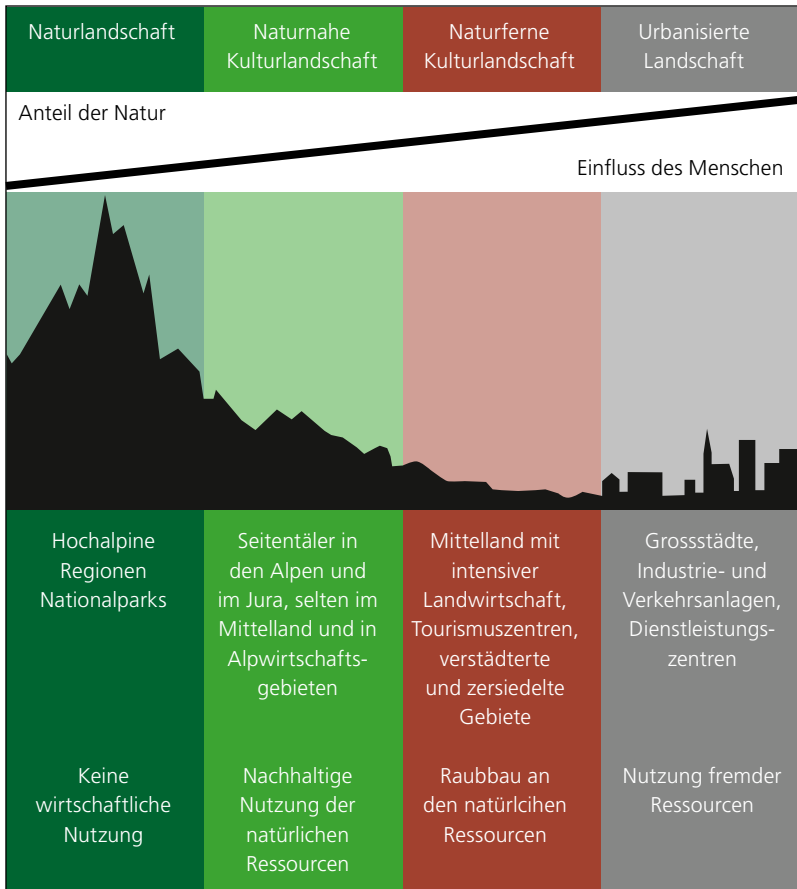 Naturlandschaft
Naturnahe
Kulturlandschaft
Naturferne
Kulturlandschaft
Urbanisierte
Landschaft
Anteil der Natur
Einfluss des Menschen
Hochalpine
Regionen
Nationalparks
Seitentäler in
den Alpen und
im Jura, selten im
Mittelland und in
Alpwirtschafts-
gebieten
Mittelland mit
intensiver
Landwirtschaft,
Tourismuszentren,
verstädterte
und zersiedelte
Gebiete
Grossstädte,
Industrie- und
Verkehrsanlagen,
Dienstleistungs-
zentren
Keine
wirtschaftliche
Nutzung
Nachhaltige
Nutzung der
natürlichen
Ressourcen
Raubbau an
den natürlcihen
Ressourcen
Nutzung fremder
Ressourcen